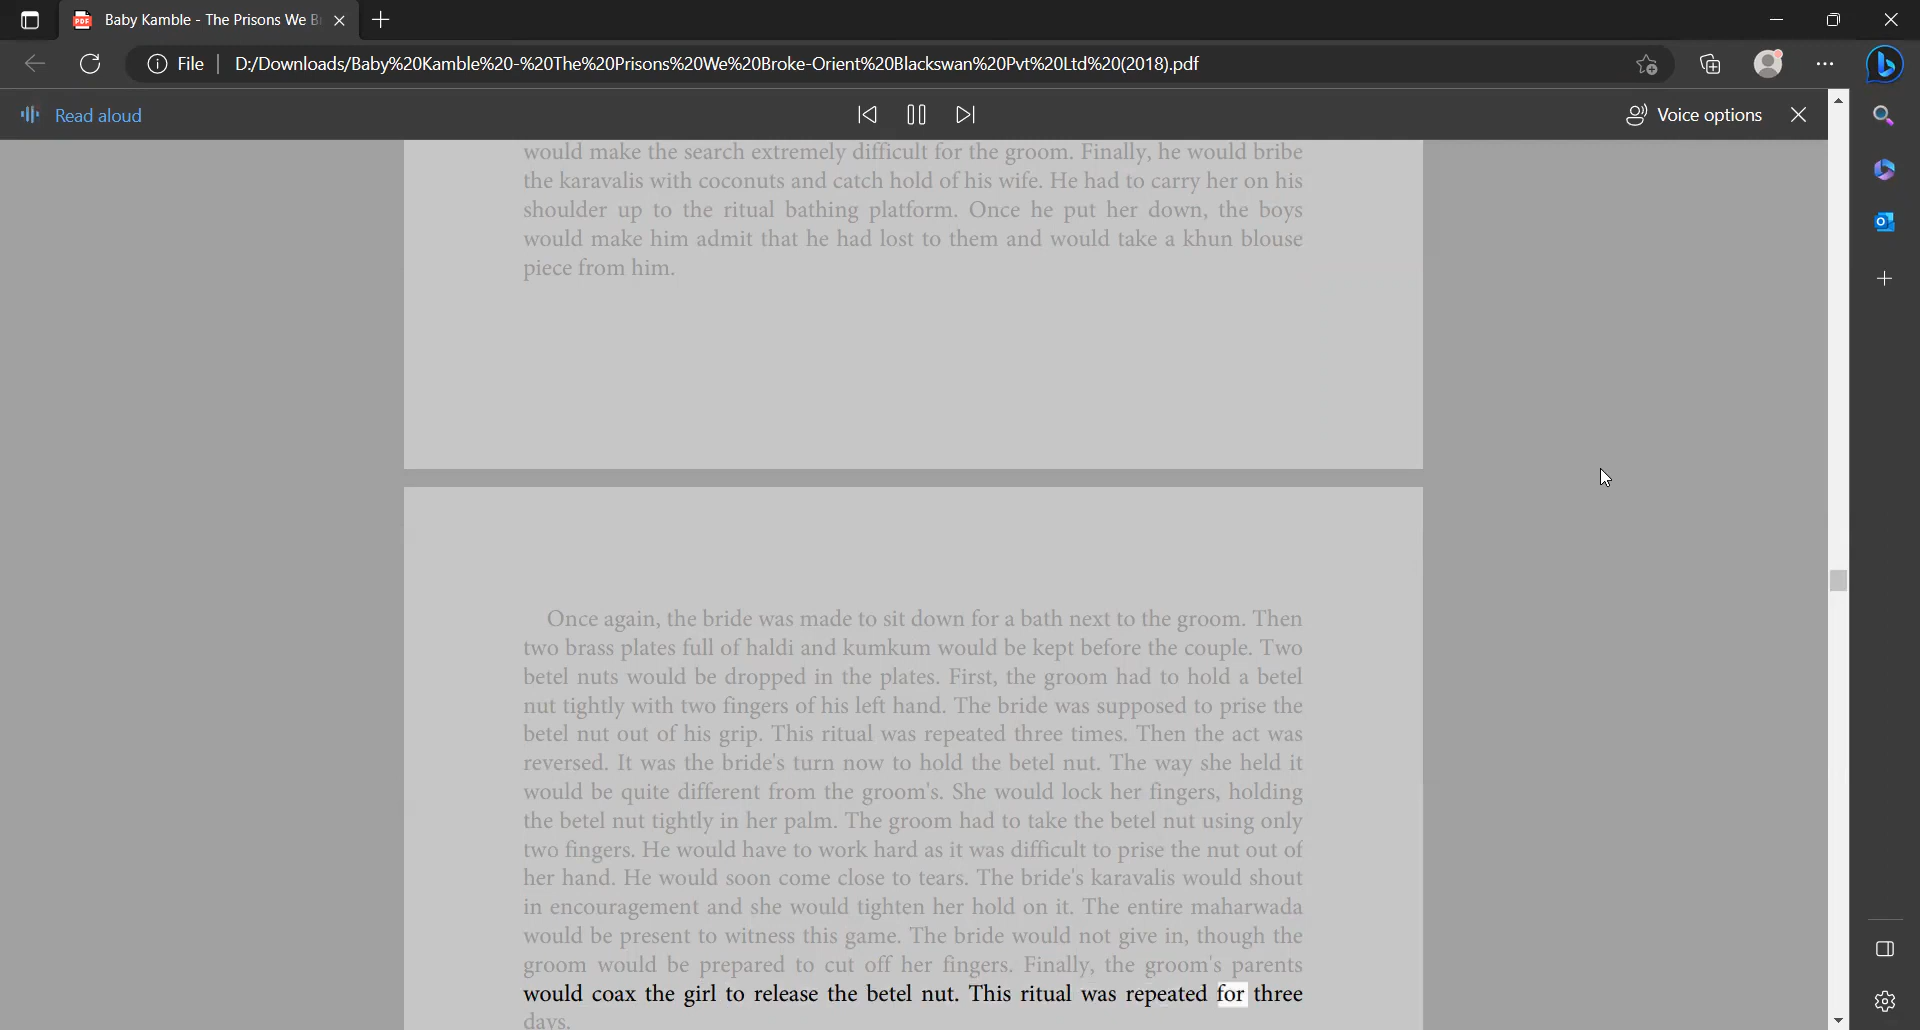 Baby Kamble - The Prisons We B
File
D:/Downloads/Baby%20Kamble%20-%20The%20Prisons%20We%20Broke-Orient%20Blackswan%20Pvt%20Ltd%20(2018).pdf
Read aloud
Voice options
would make the search extremely difficult for the groom. Finally, he would bribe
the karavalis with coconuts and catch hold of his wife. He had to carry her on his
shoulder up to the ritual bathing platform. Once he put her down, the boys
would make him admit that he had lost to them and would take a khun blouse
piece from him.
Once again, the bride was made to sit down for a bath next to the groom. Then
two brass plates full of haldi and kumkum would be kept before the couple. Two
betel nuts would be dropped in the plates. First, the groom had to hold a betel
nut tightly with two fingers of his left hand. The bride was supposed to prise the
betel nut out of his grip. This ritual was repeated three times. Then the act was
reversed. It was the bride's turn now to hold the betel nut. The way she held it
would be quite different from the groom's. She would lock her fingers, holding
the betel nut tightly in her palm. The groom had to take the betel nut using only
two fingers. He would have to work hard as it was difficult to prise the nut out of
her hand. He would soon come close to tears. The bride's karavalis would shout
in encouragement and she would tighten her hold on it. The entire maharwada
would be present to witness this game. The bride would not give in, though the
groom would be prepared to cut off her fingers. Finally, the groom's parents
would coax the girl to release the betel nut. This ritual was repeated for three
days.